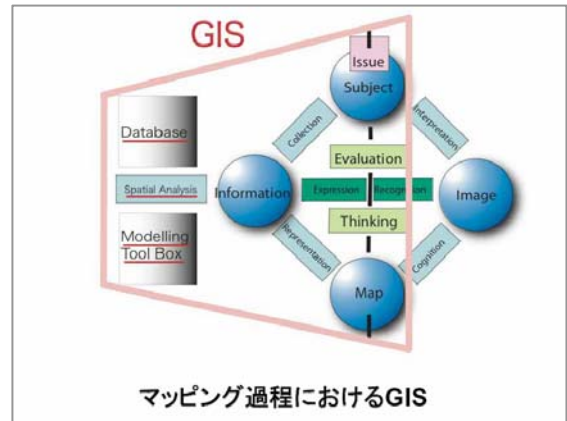 GIS
Issue
Subject
Database
Collection
Interpretation
Evaluation
Spatial Analysis
Information
Expression
Recognition
Image
Modelling
Tool Box
Thinking
Representation
Cognition
Map
マッピング過程におけるGIS